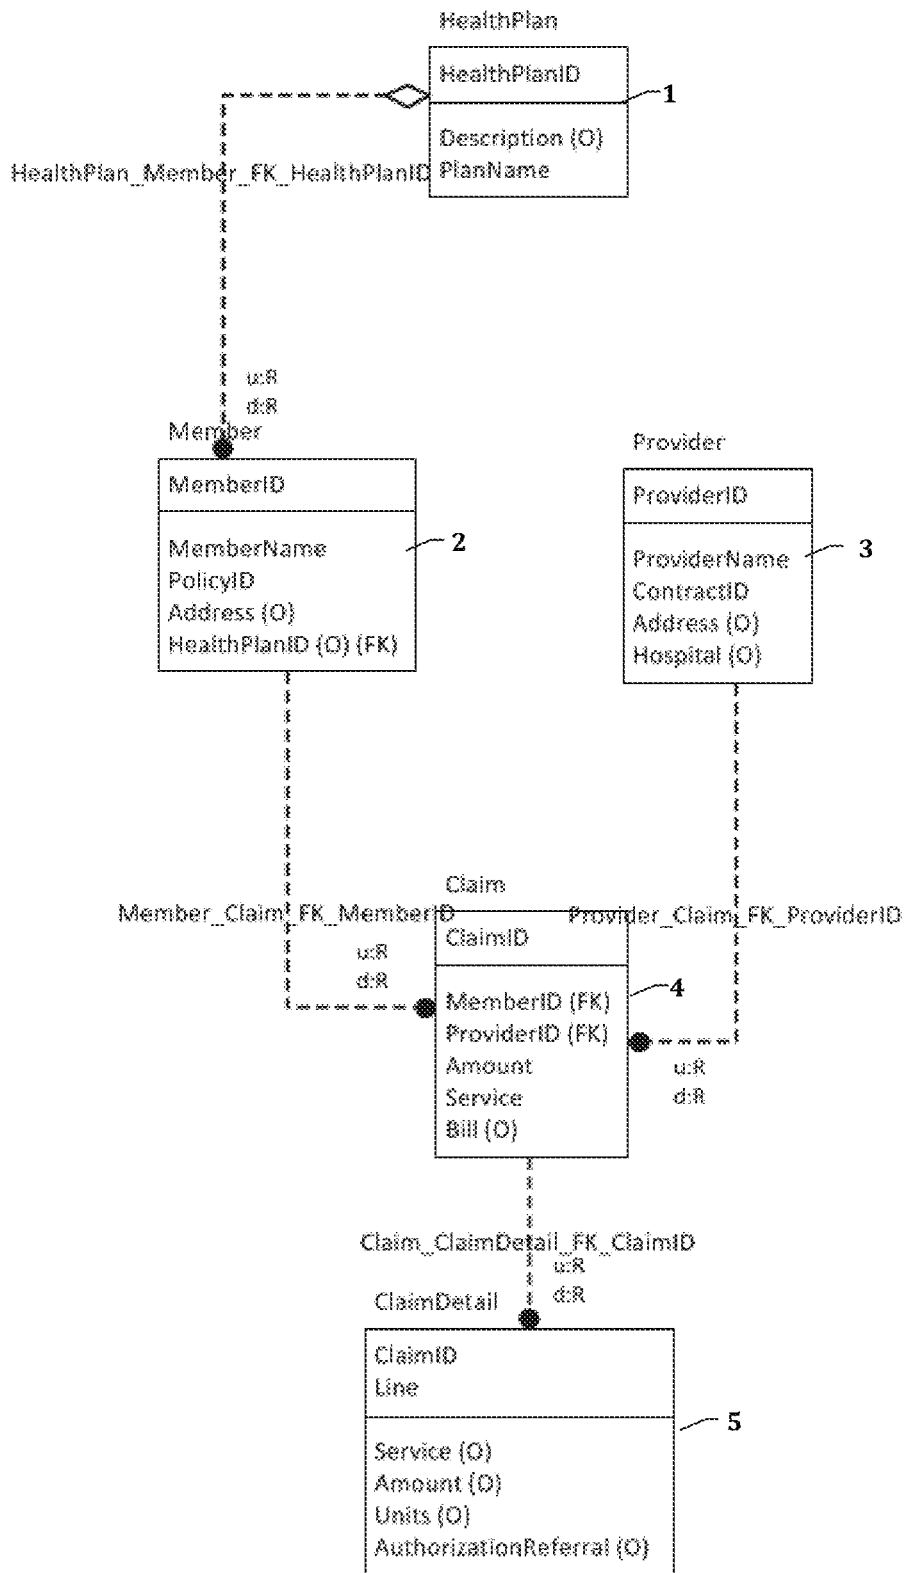 HealthPlan
HealthPlanID
1
Description (O)
PlanName
HealthPlan_Member_FK_HealthPlanID
u:R
d:R
Member
MemberID
MemberName
PolicyID
Address (O)
HealthPlanID (O) (FK)
2
Provider
ProviderID
ProviderName
ContractID
Address (O)
Hospital (O)
3
Member_Claim_FK_MemberID
u:R
d:R
Claim
ClaimID
MemberID (FK)
ProviderID (FK)
Amount
Service
Bill (O)
4
Provider_Claim_FK_ProviderID
u:R
d:R
Claim_ClaimDetail_FK_ClaimID
u:R
d:R
ClaimDetail
ClaimID
Line
Service (O)
Amount (O)
Units (O)
AuthorizationReferral (O)
5